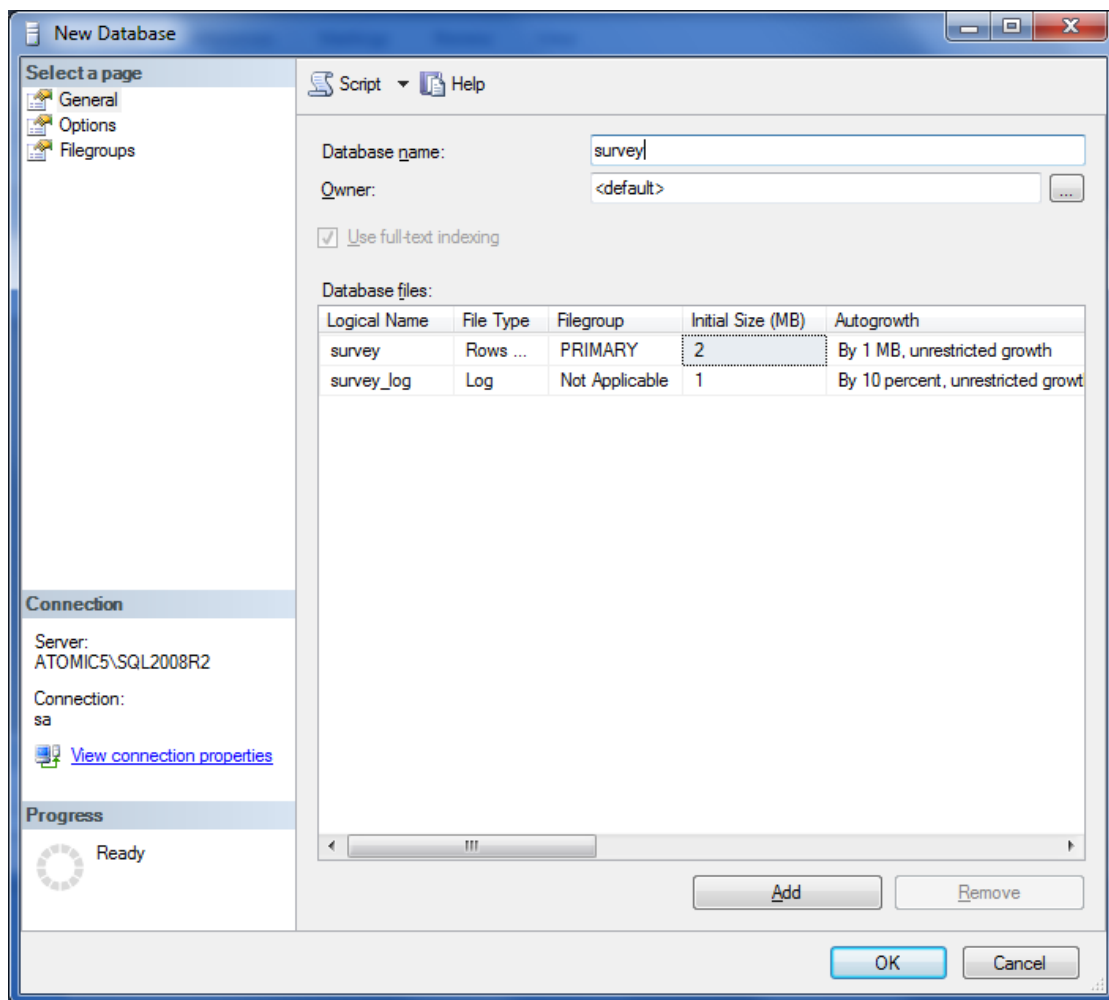 New Database
Select a page
General
Options
Filegroups
Script Help
Database name: survey
Owner: <default>
...
Use full-text indexing
Database files:
Logical Name File Type Filegroup Initial Size (MB) Autogrowth
survey Rows ... PRIMARY 2 By 1 MB, unrestricted growth
survey_log Log Not Applicable 1 By 10 percent, unrestricted growt
Connection
Server:
ATOMIC5\SQL2008R2
Connection:
sa
View connection properties
Progress
Ready
Add Remove
OK Cancel